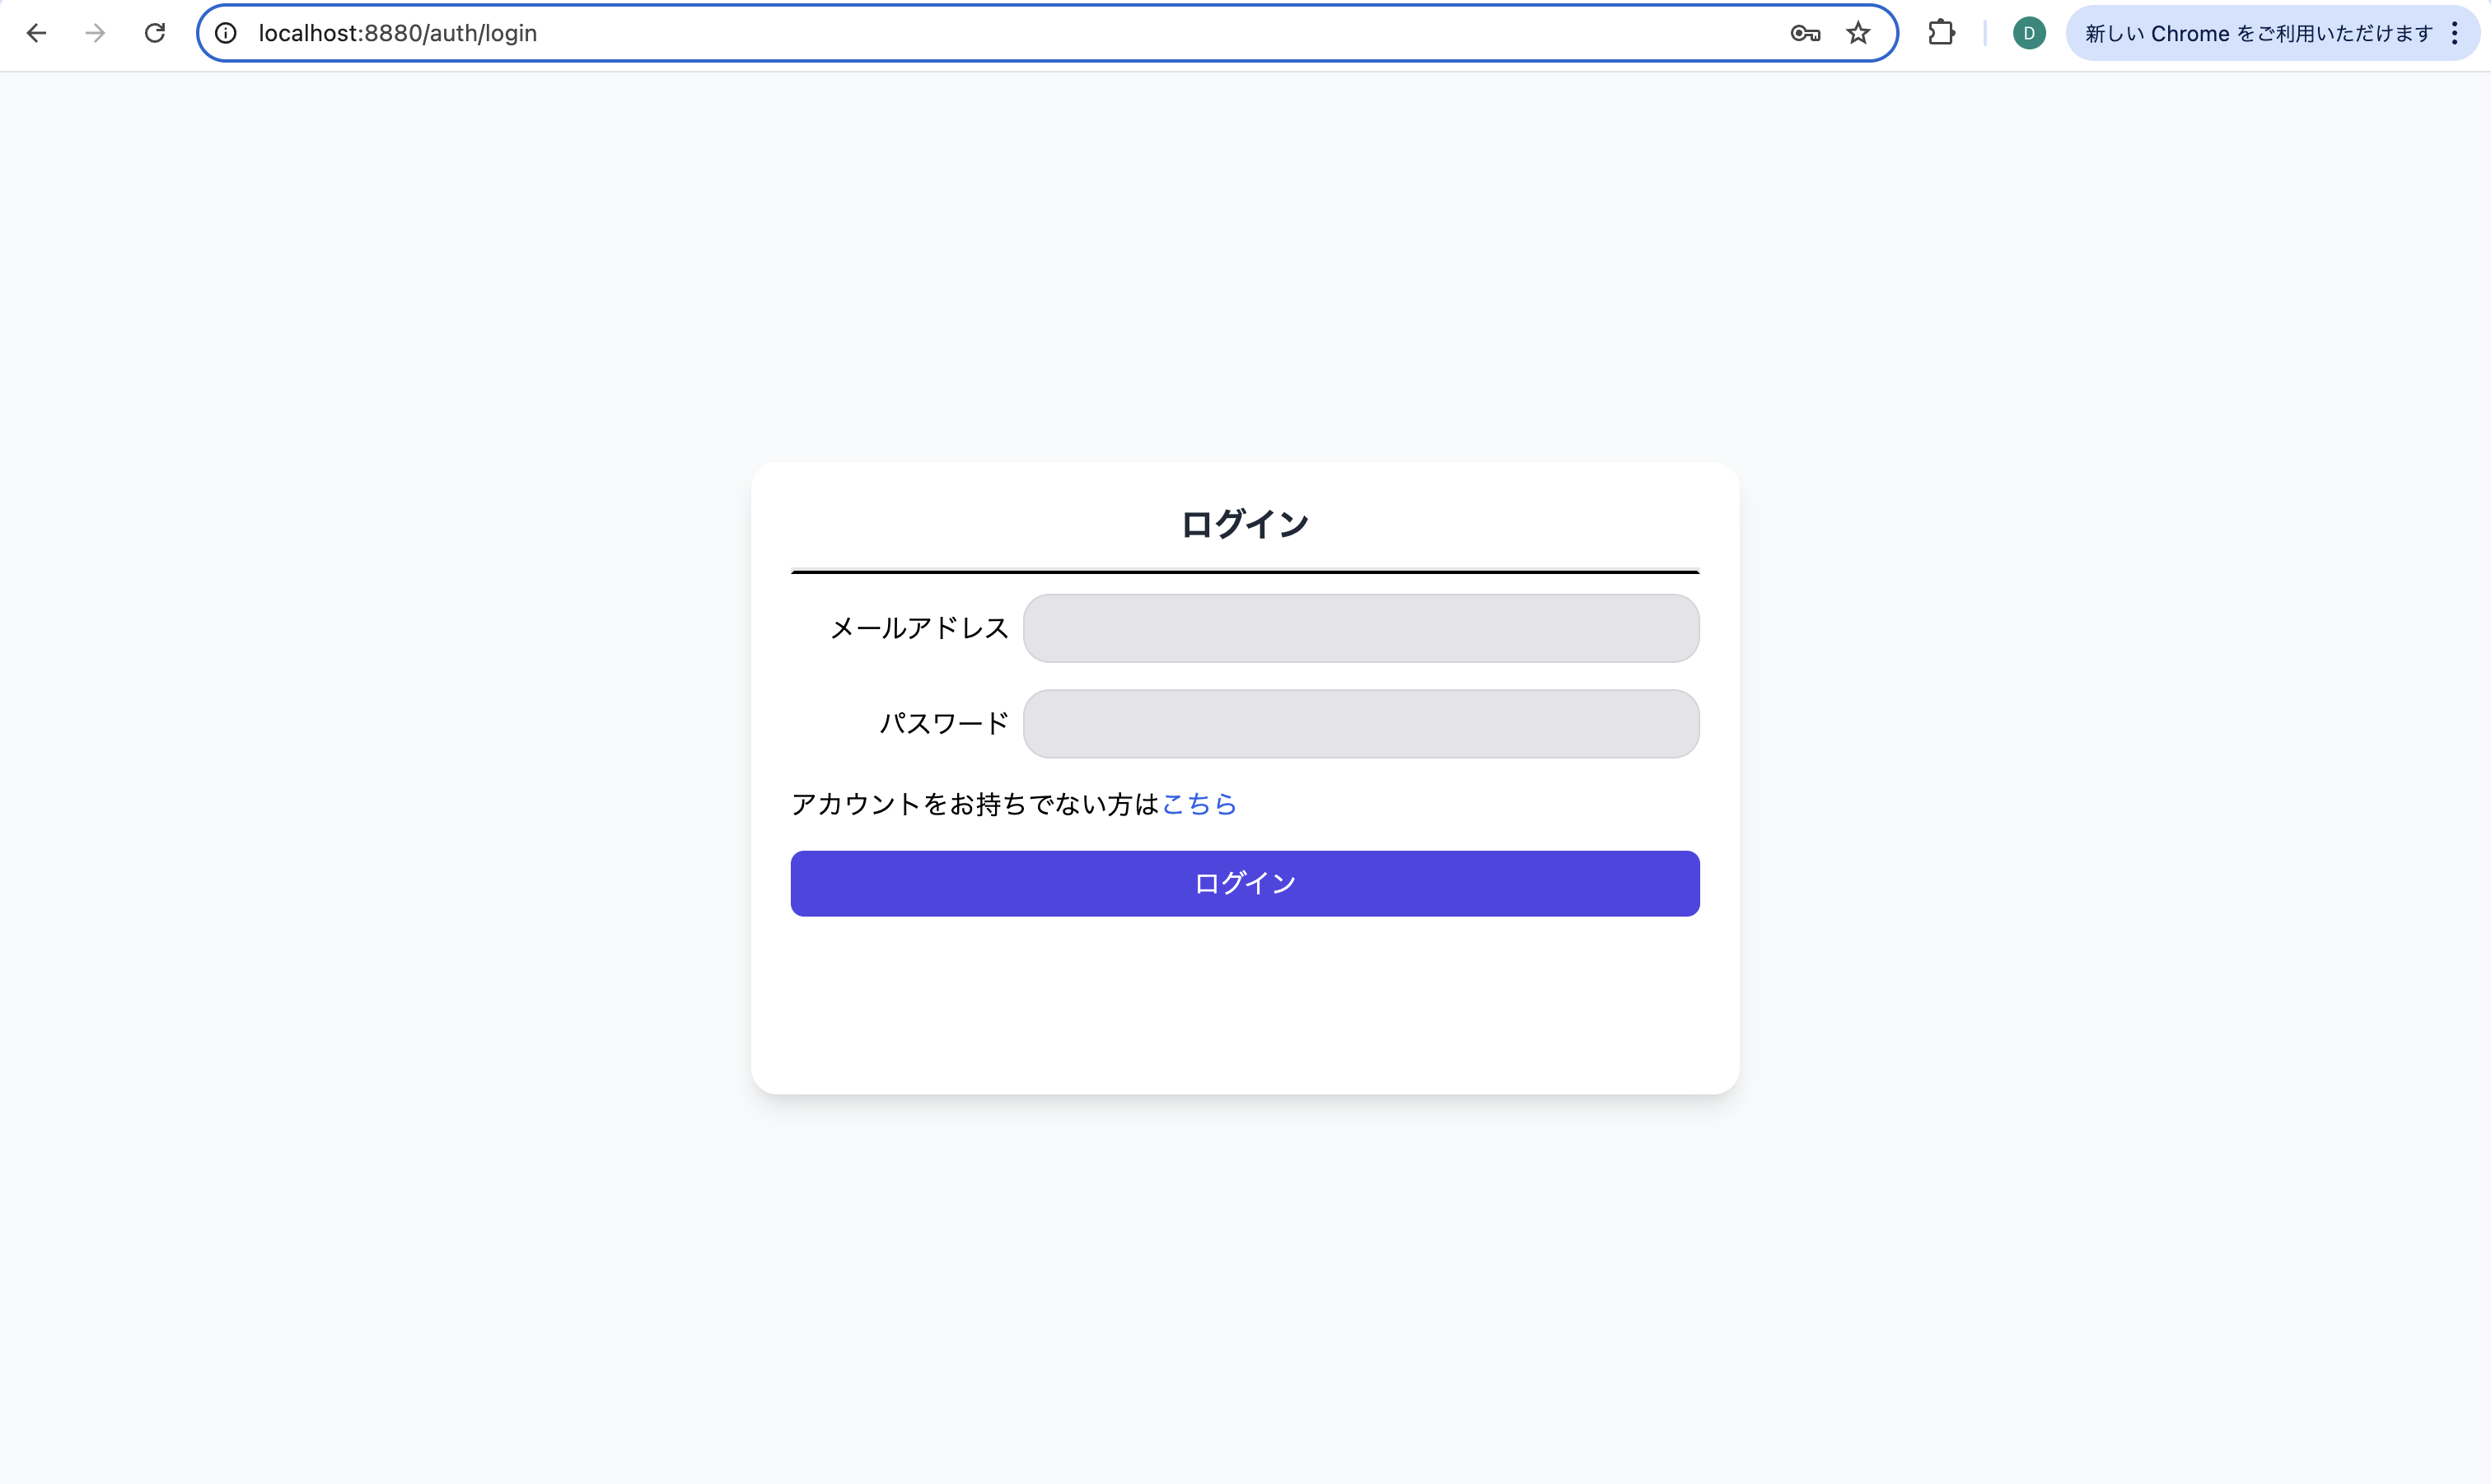 localhost:8880/auth/login
D
新しい Chrome をご利用いただけます
ログイン
メールアドレス
パスワード
アカウントをお持ちでない方はこちら
ログイン